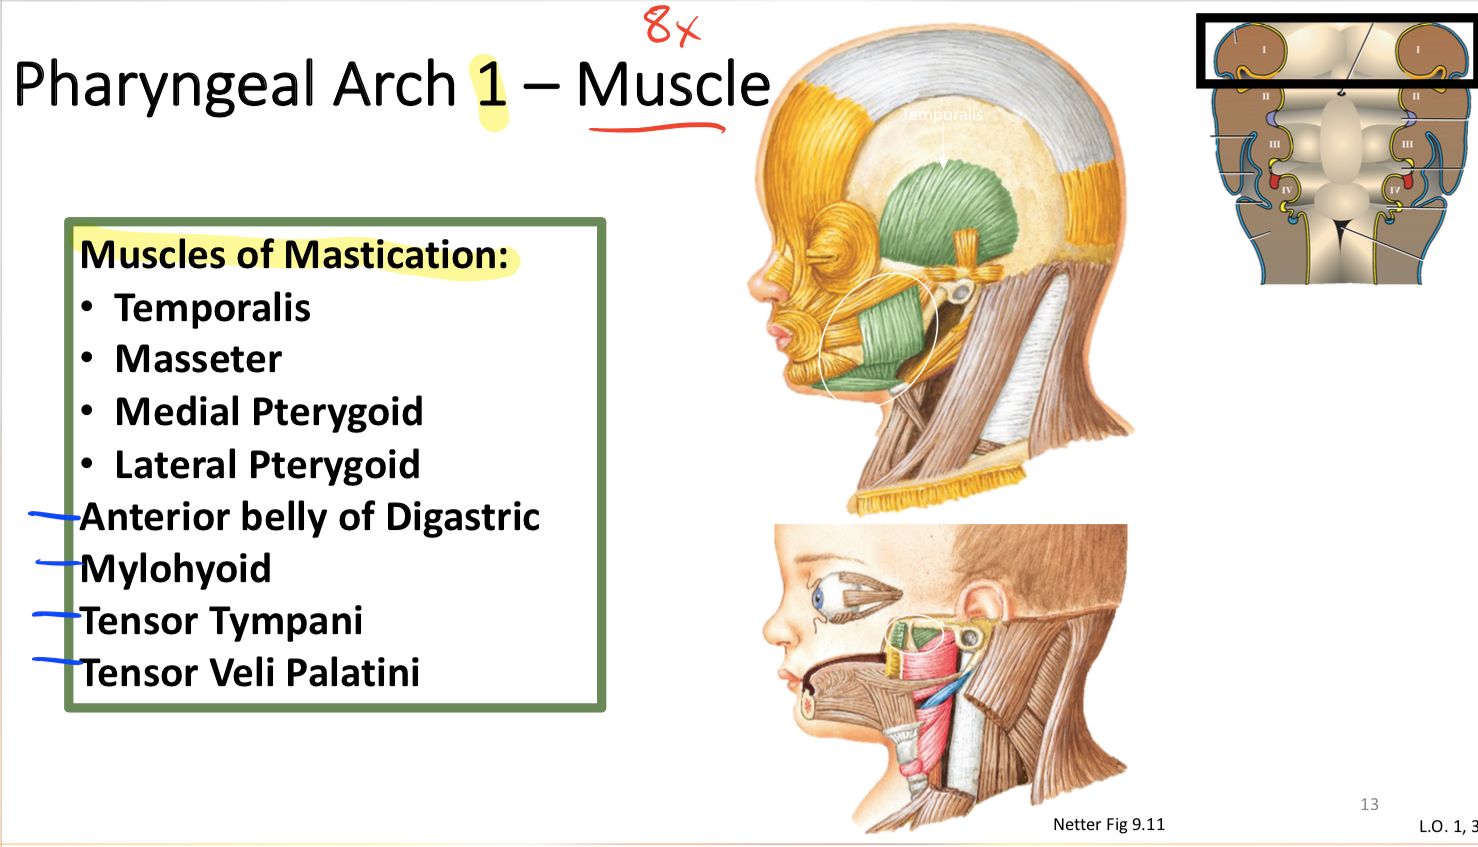 8x
Pharyngeal Arch 1 – Muscle
Temporalis
Muscles of Mastication:
• Temporalis
• Masseter
• Medial Pterygoid
• Lateral Pterygoid
Anterior belly of Digastric
Mylohyoid
Tensor Tympani
Tensor Veli Palatini
I I
II II
III III
IV IV
13
Netter Fig 9.11
L.O. 1, 3